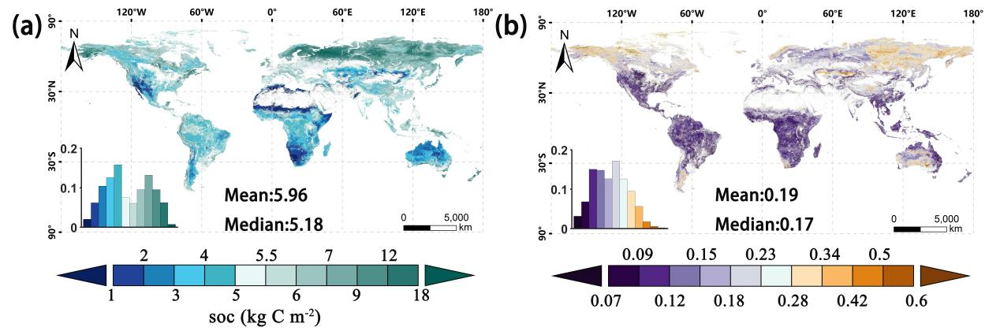 (a)
120°W 60°W 0° 60°E 120°E 180°
90°
N
30°N
30°S
90°
0.2
0.1
0
Mean:5.96
Median:5.18
0 5,000
km
2 4 5.5 7 12
1 3 5 6 9 18
soc (kg C m⁻²)
(b)
120°W 60°W 0° 60°E 120°E 180°
90°
N
30°N
30°S
90°
0.2
0.1
0
Mean:0.19
Median:0.17
0 5,000
km
0.09 0.15 0.23 0.34 0.5
0.07 0.12 0.18 0.28 0.42 0.6